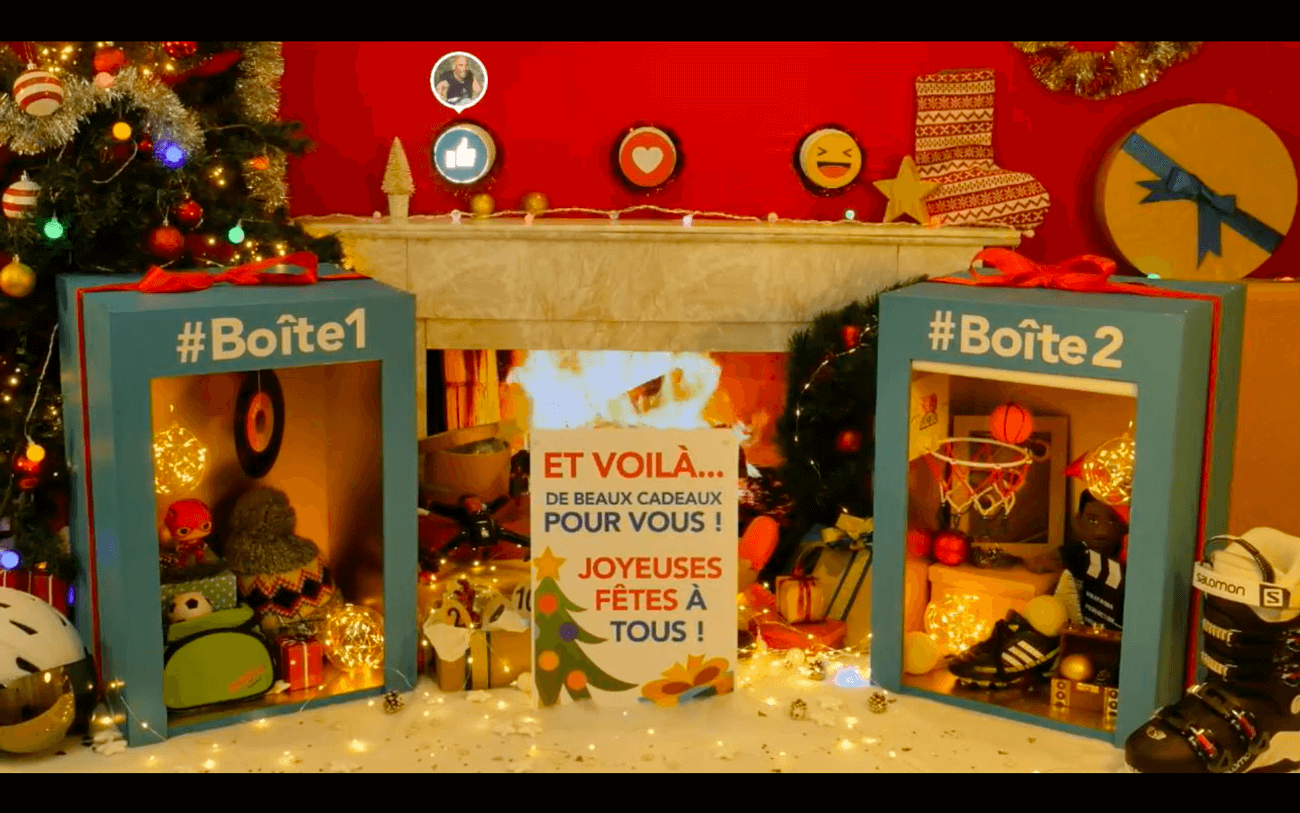 #Boîte1
#Boîte2
ET VOILÀ...
DE BEAUX CADEAUX
POUR VOUS !
JOYEUSES
FÊTES À
TOUS !
salomon S